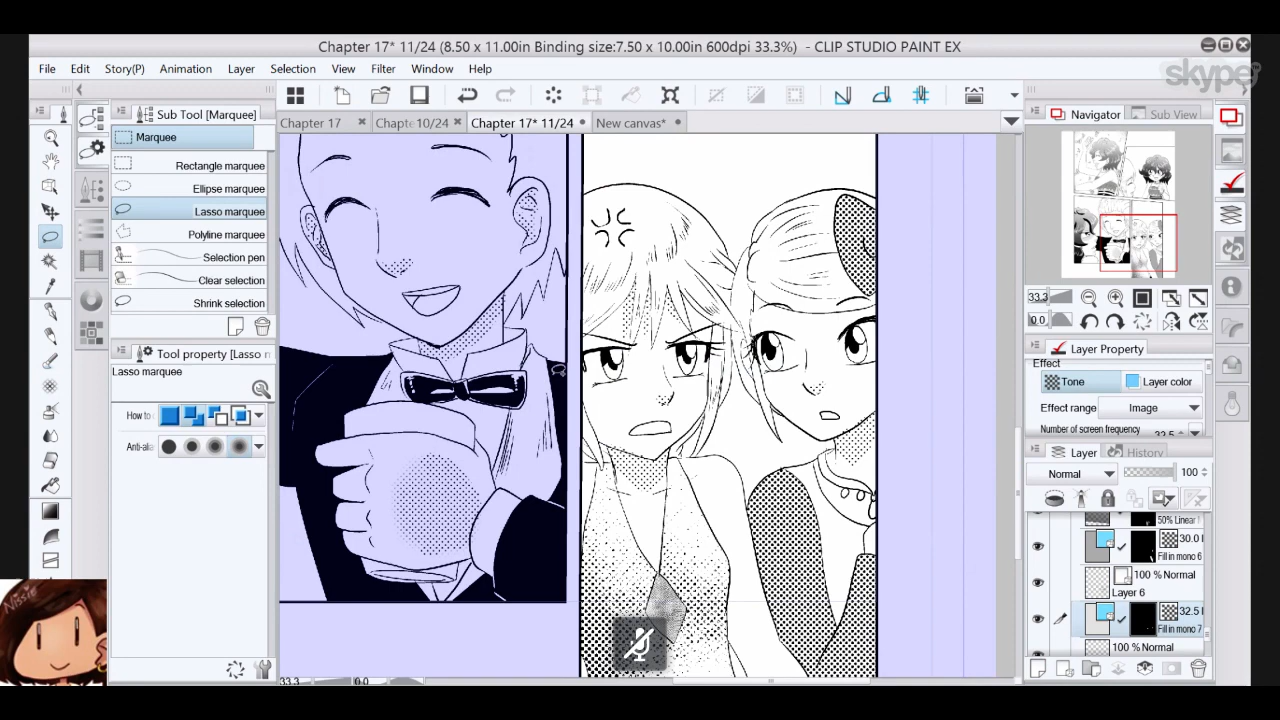 Chapter 17* 11/24 (8.50 x 11.00in Binding size:7.50 x 10.00in 600dpi 33.3%) - CLIP STUDIO PAINT EX
skype
File Edit Story(P) Animation Layer Selection View Filter Window Help
Sub Tool [Marquee]
Marquee
Rectangle marquee
Ellipse marquee
Lasso marquee
Polyline marquee
Selection pen
Clear selection
Shrink selection
Tool property [Lasso n
Lasso marquee
How to
Anti-alia
Chapter 17 Chapte 10/24 Chapter 17* 11/24 New canvas*
Navigator Sub View
33.3
0.0
Layer Property
Effect
Tone Layer color
Effect range Image
Number of screen frequency 32.5
Layer History
Normal 100
50% Linear
30.0
Fill in mono 6
100 % Normal
Layer 6
32.5
Fill in mono 7
100 % Normal
33.3 0.0
Nissie